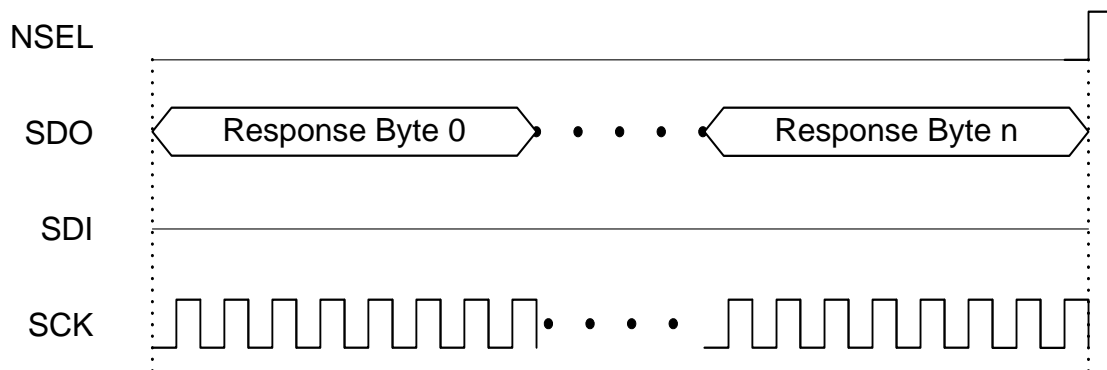 NSEL
SDO Response Byte 0 Response Byte n
SDI
SCK